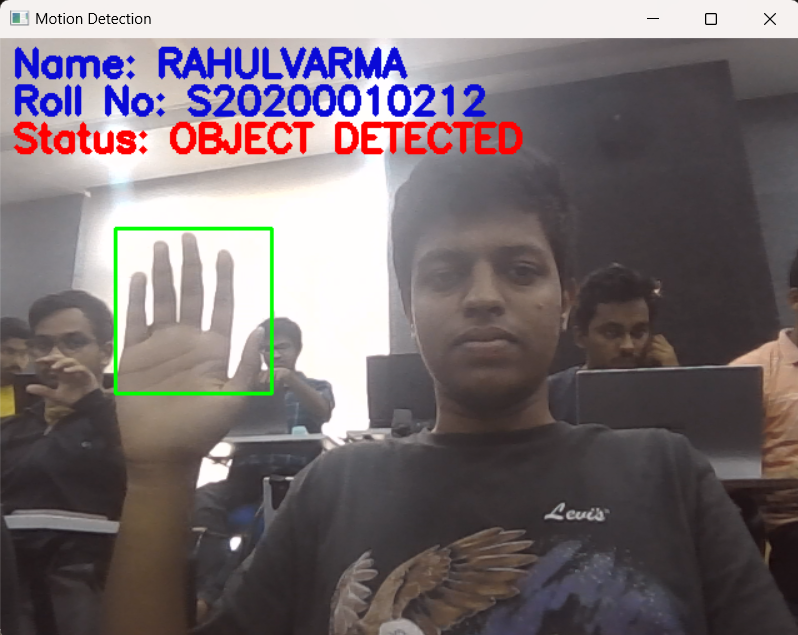 Motion Detection
Name: RAHULVARMA
Roll No: S20200010212
Status: OBJECT DETECTED
Levi's